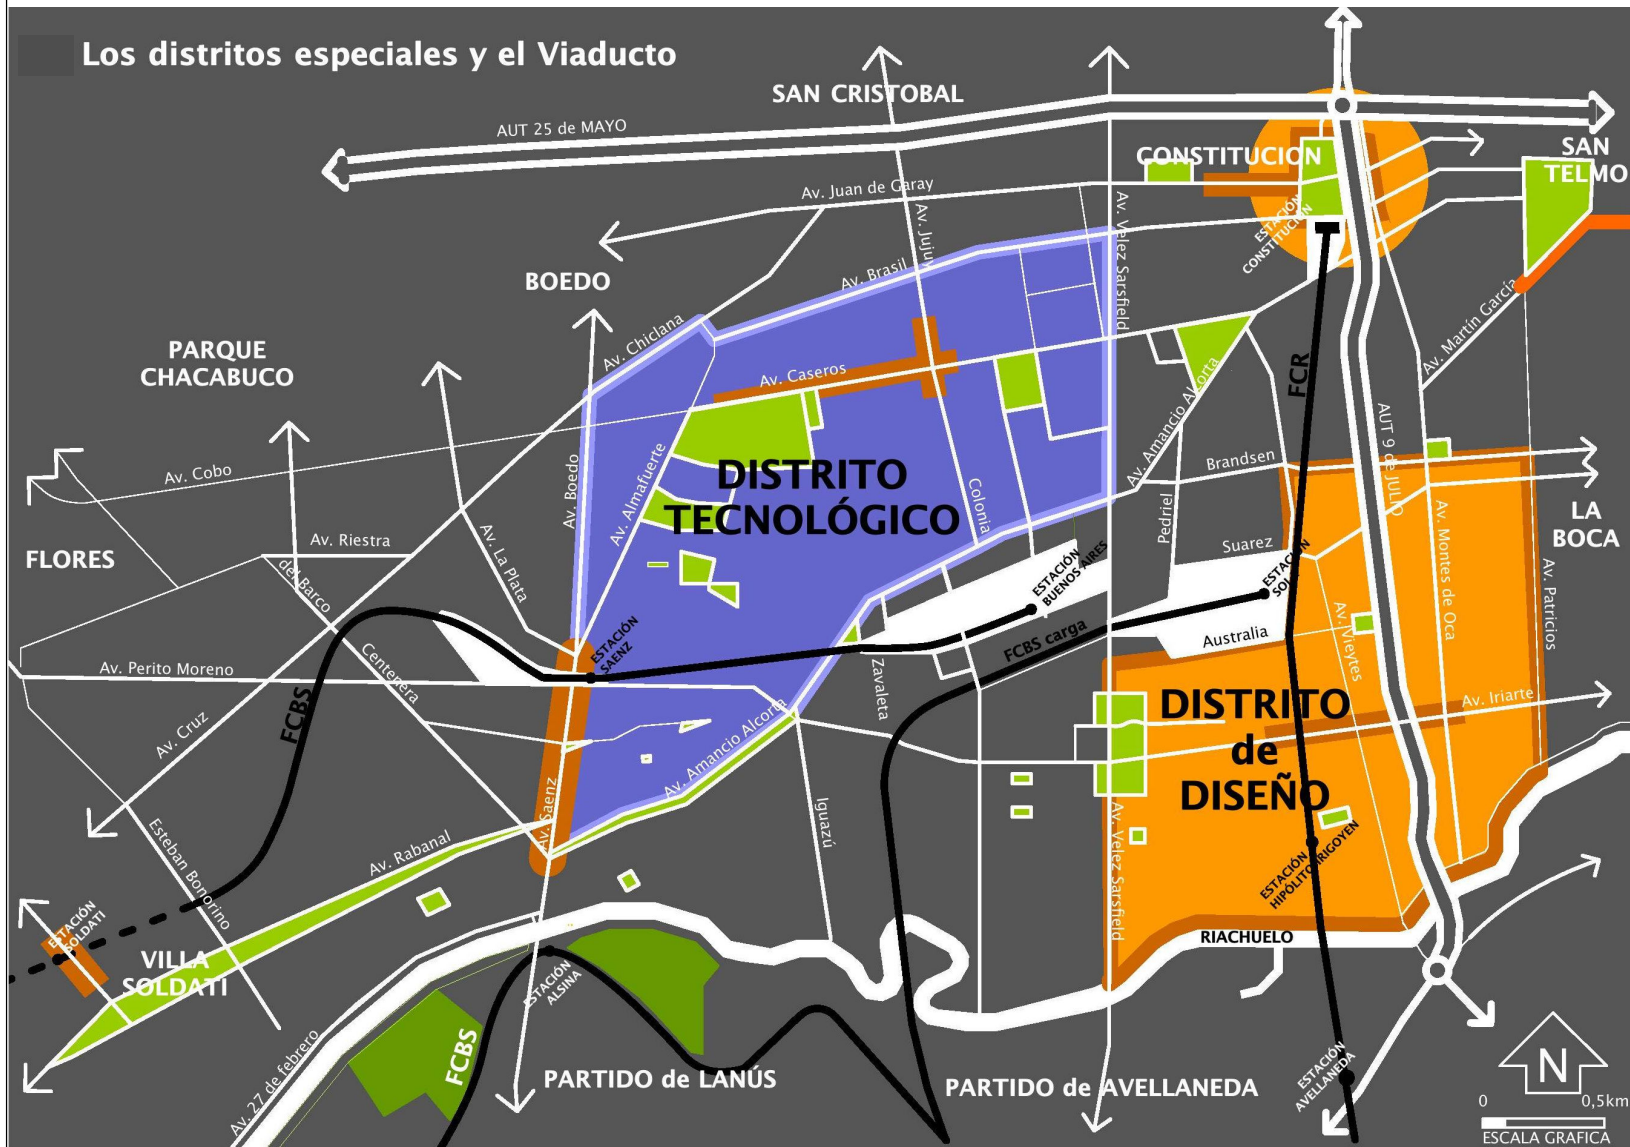 Los distritos especiales y el Viaducto
SAN CRISTOBAL
AUT 25 de MAYO
CONSTITUCION
SAN
TELMO
Av. Juan de Garay
Av. Jujuy
Av. Velez Sarsfield
ESTACIÓN
CONSTITUCIÓN
BOEDO
Av. Brasil
Av. Chiclana
Av. Martín García
PARQUE
CHACABUCO
Av. Caseros
FCR
Av. Amancio Alcorta
AUT 9 de JULIO
Av. Cobo
Av. Boedo
Av. Almafuerte
DISTRITO
TECNOLÓGICO
Colonia
Brandsen
Pedriel
LA
BOCA
Av. Riestra
Av. La Plata
FLORES
del Barco
Suarez
Av. Montes de Oca
Av. Patricios
ESTACIÓN
BUENOS AIRES
ESTACIÓN
SOLA
Av. Vieytes
Australia
FCBS carga
ESTACIÓN
SAENZ
Av. Perito Moreno
Centenera
Zavaleta
FCBS
Av. Cruz
Av. Iriarte
DISTRITO
de
DISEÑO
Av. Amancio Alcorta
Av. Saenz
Iguazú
Esteban Bonorino
Av. Rabanal
Av. Velez Sarsfield
ESTACIÓN
HIPÓLITO IRIGOYEN
ESTACIÓN
SOLDATI
VILLA
SOLDATI
RIACHUELO
ESTACIÓN
ALSINA
FCBS
Av. 27 de febrero
PARTIDO de LANÚS
PARTIDO de AVELLANEDA
ESTACIÓN
AVELLANEDA
N
0 0,5km
ESCALA GRAFICA